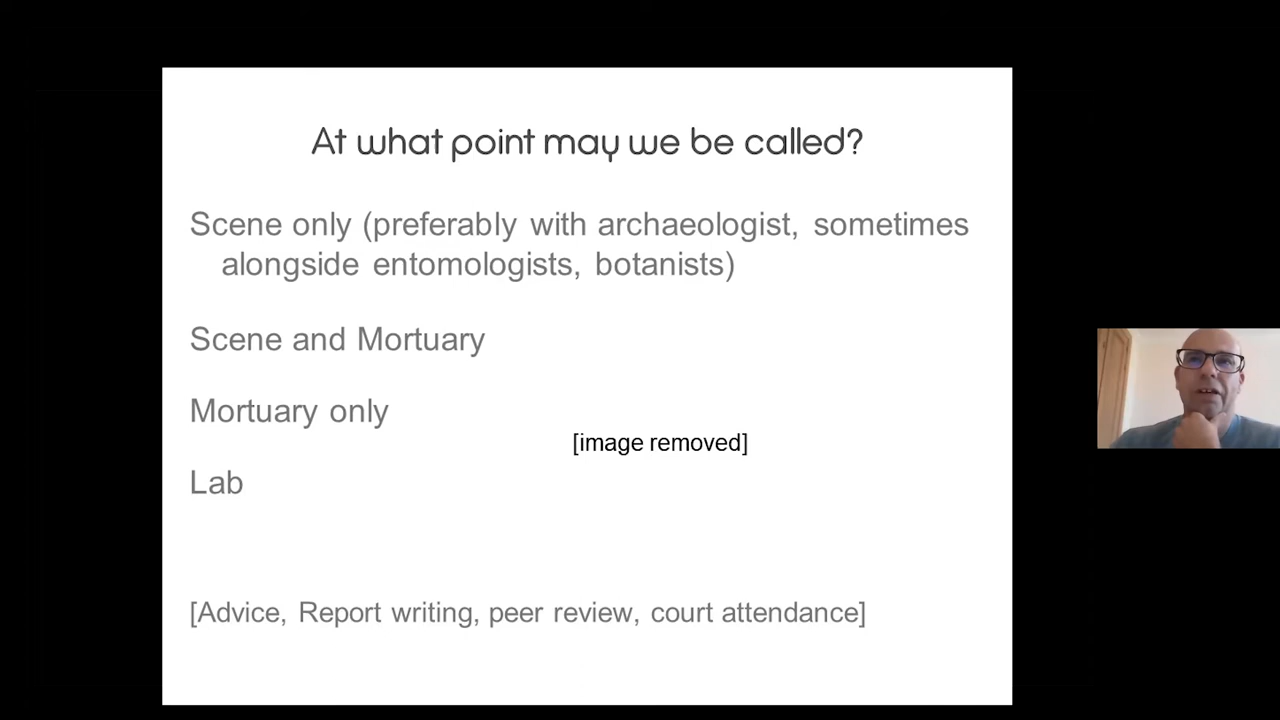 At what point may we be called?
Scene only (preferably with archaeologist, sometimes
alongside entomologists, botanists)
Scene and Mortuary
Mortuary only
[image removed]
Lab
[Advice, Report writing, peer review, court attendance]